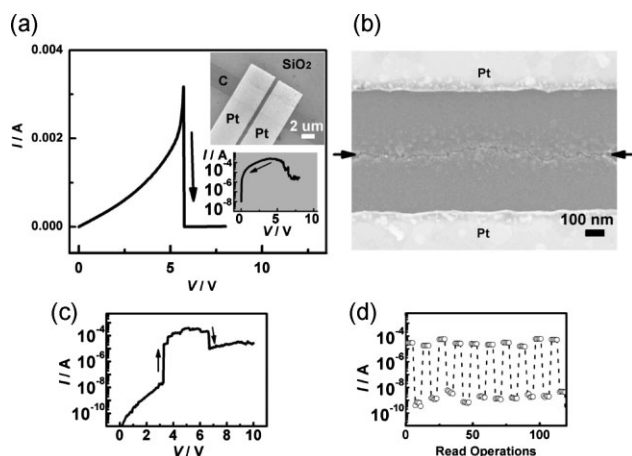 (a)
I / A
0.004
0.002
0.000
0
5
10
V / V
SiO₂
C
Pt
Pt
2 um
I / A
10⁻⁴
10⁻⁶
10⁻⁸
0
5
10
V / V
(b)
Pt
Pt
100 nm
(c)
I / A
10⁻⁴
10⁻⁶
10⁻⁸
10⁻¹⁰
0
2
4
6
8
10
V / V
(d)
I / A
10⁻⁴
10⁻⁶
10⁻⁸
10⁻¹⁰
0
50
100
Read Operations